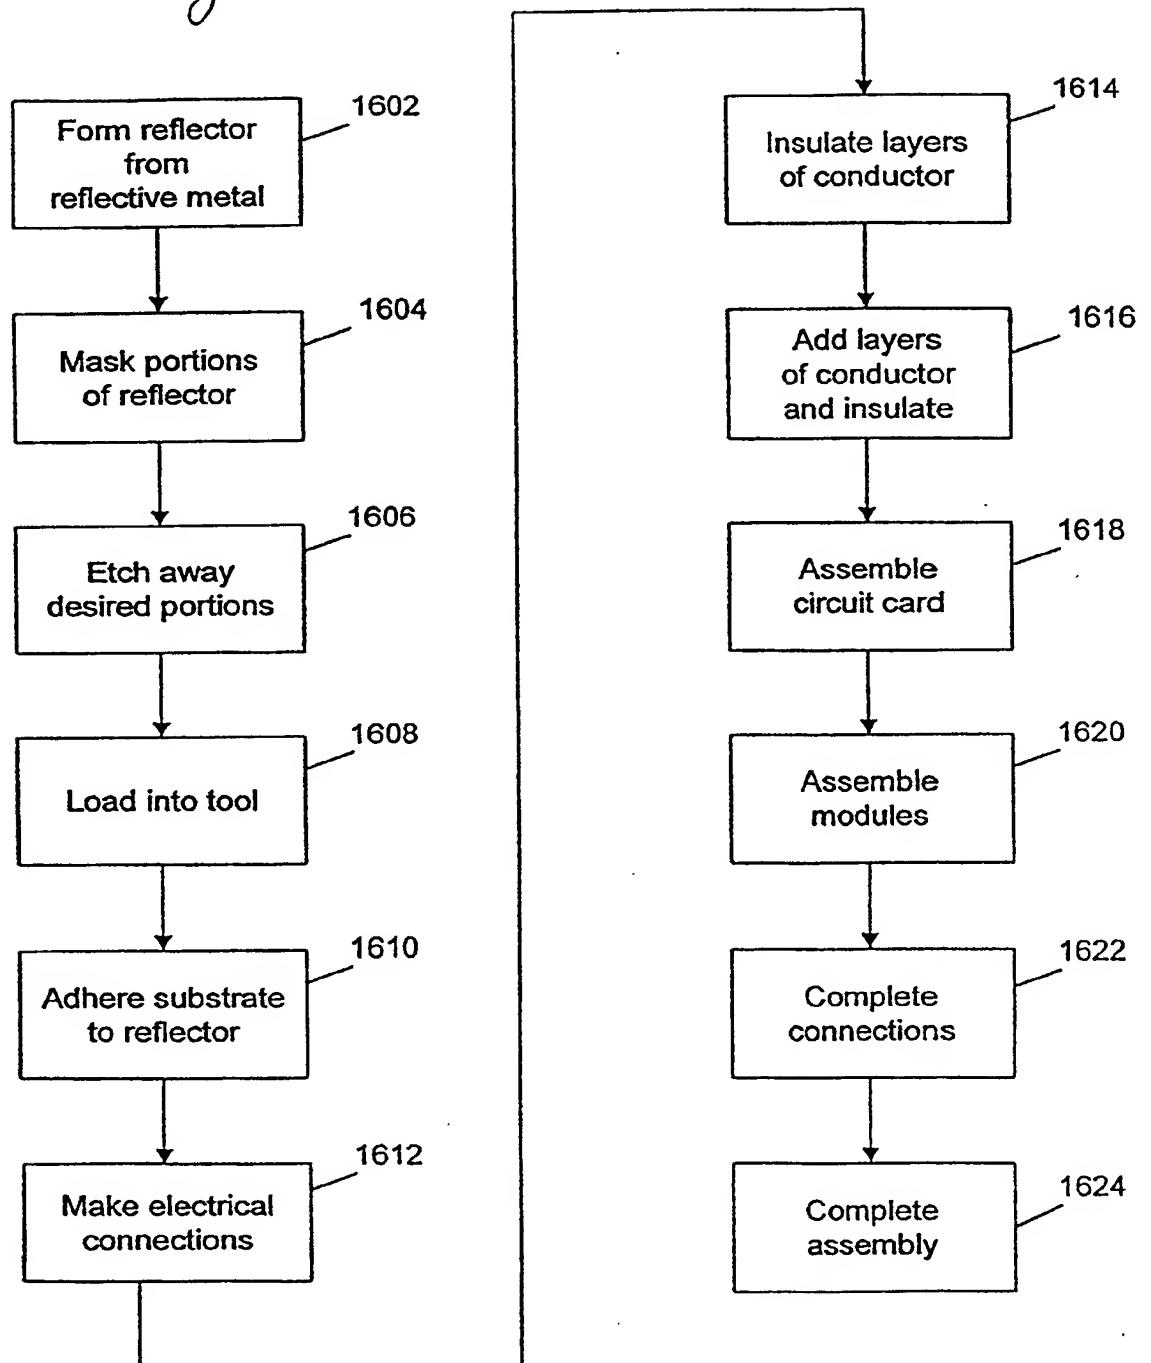 1602
Form reflector
from
reflective metal
1604
Mask portions
of reflector
1606
Etch away
desired portions
1608
Load into tool
1610
Adhere substrate
to reflector
1612
Make electrical
connections
1614
Insulate layers
of conductor
1616
Add layers
of conductor
and insulate
1618
Assemble
circuit card
1620
Assemble
modules
1622
Complete
connections
1624
Complete
assembly